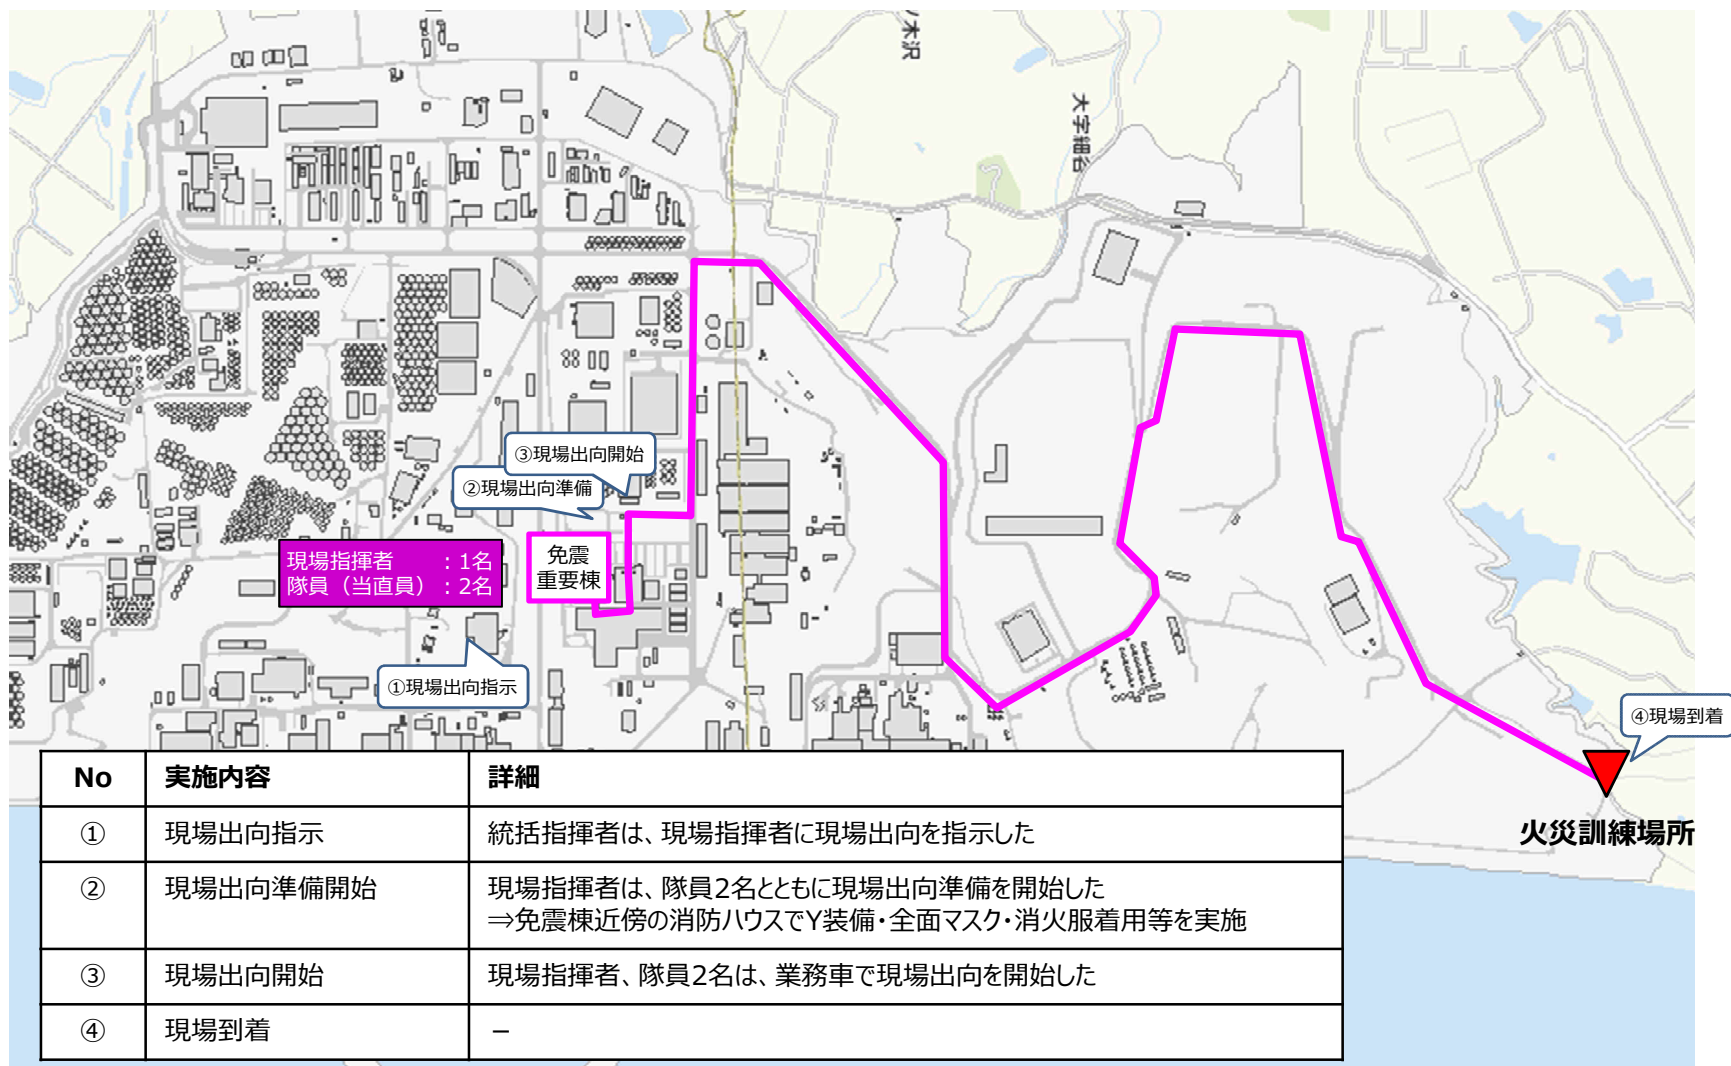 ノ木沢
大字細谷
③現場出向開始
②現場出向準備
現場指揮者 :1名
隊員（当直員）:2名
免震
重要棟
①現場出向指示
④現場到着
火災訓練場所
No 実施内容 詳細
① 現場出向指示 統括指揮者は、現場指揮者に現場出向を指示した
② 現場出向準備開始 現場指揮者は、隊員2名とともに現場出向準備を開始した
⇒免震棟近傍の消防ハウスでY装備・全面マスク・消火服着用等を実施
③ 現場出向開始 現場指揮者、隊員2名は、業務車で現場出向を開始した
④ 現場到着 －